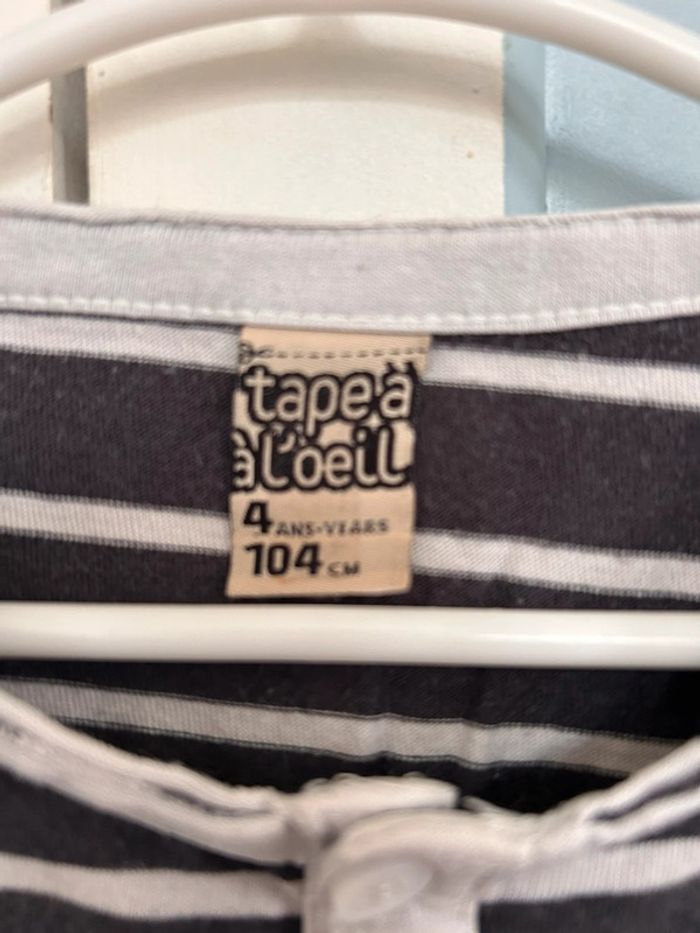 tape à
à l'oeil
4 ANS-YEARS
104 CM